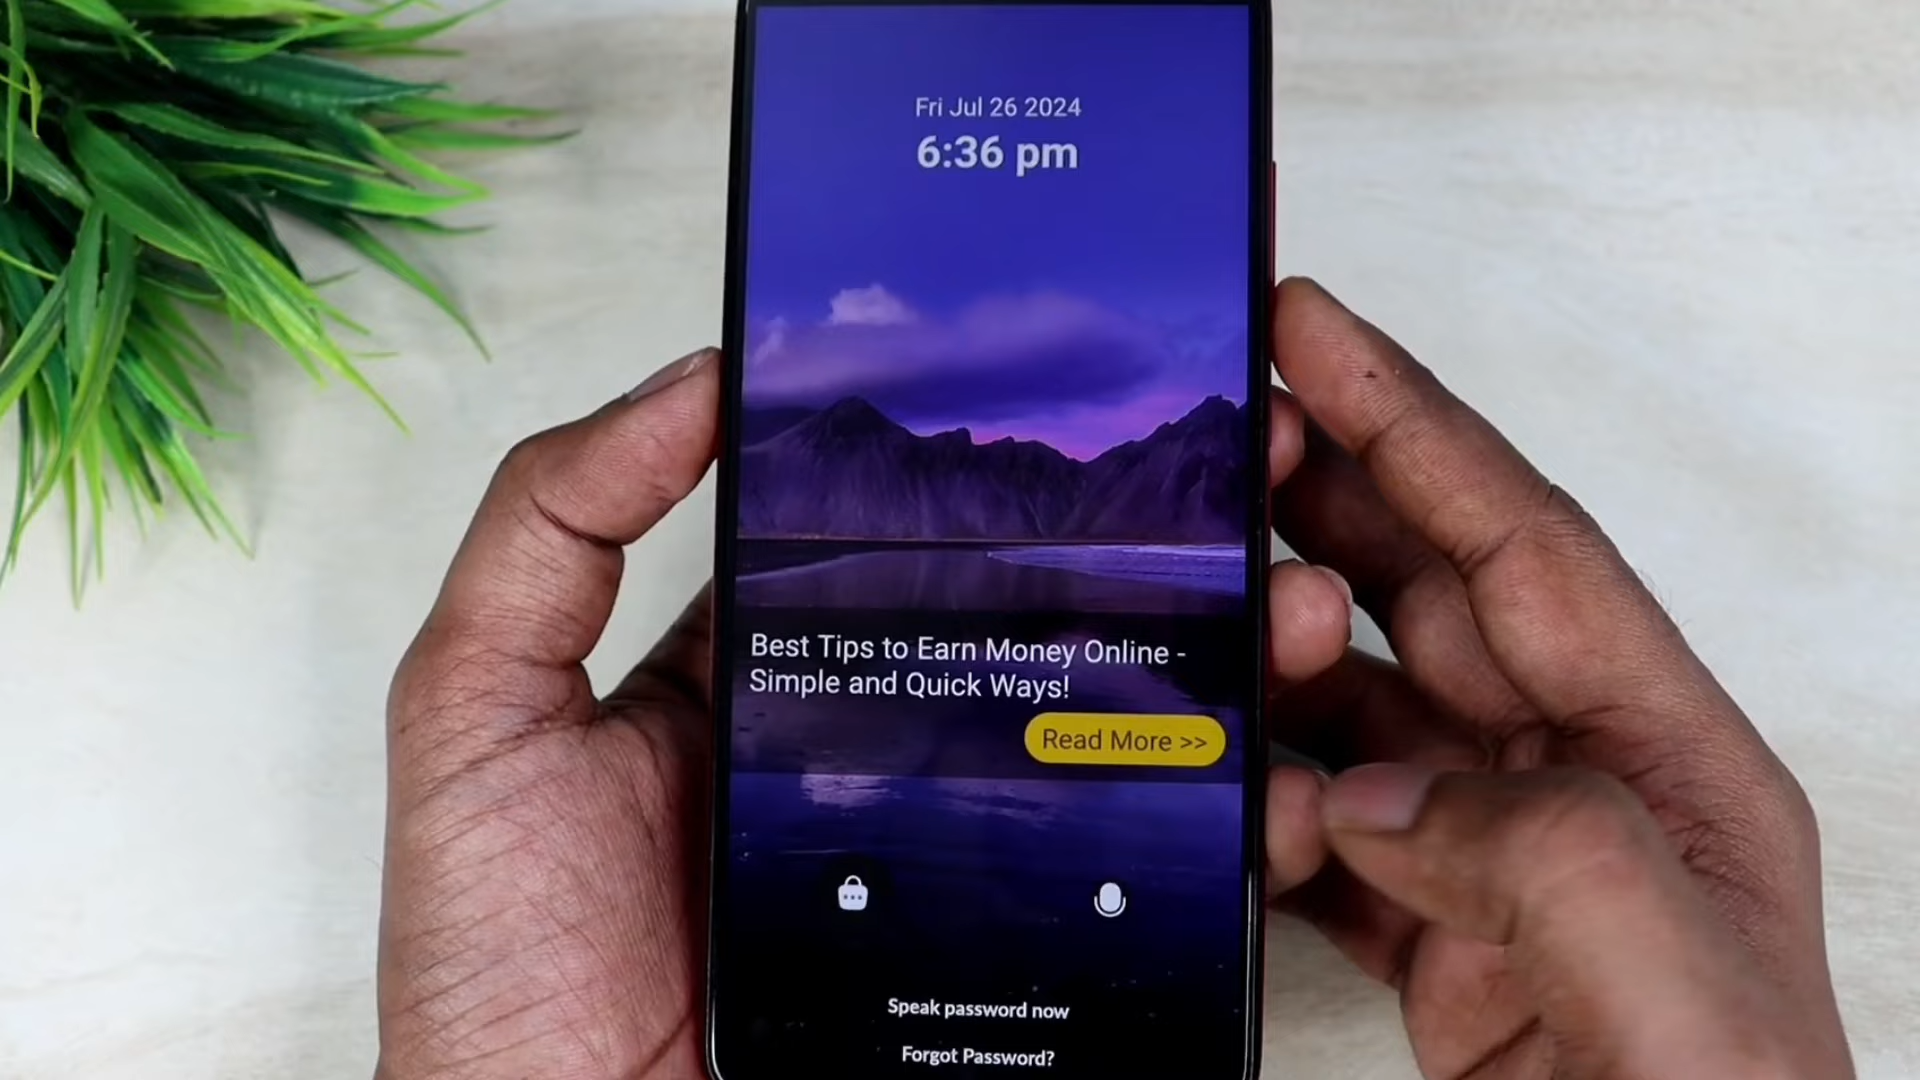 Fri Jul 26 2024
6:36 pm
Best Tips to Earn Money Online -
Simple and Quick Ways!
Read More >>
Speak password now
Forgot Password?